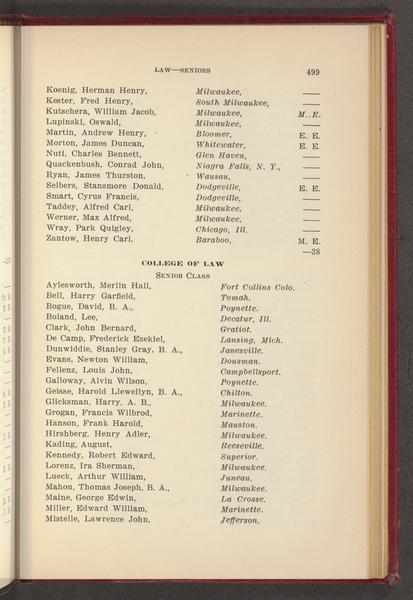 LAW—SENIORS 499
Koenig, Herman Henry, Milwaukee, ——
Kester, Fred Henry, South Milwaukee, ——
Kutschera, William Jacob, Milwaukee, M. E.
Lupinski, Oswald, Milwaukee, ——
Martin, Andrew Henry, Bloomer, E. E.
Morton, James Duncan, Whitewater, E. E.
Nuti, Charles Bennett, Glen Haven, ——
Quackenbush, Conrad John, Niagra Falls, N. Y., ——
Ryan, James Thurston, Wausau, ——
Selbers, Stansmore Donald, Dodgeville, E. E.
Smart, Cyrus Francis, Dodgeville, ——
Taddey, Alfred Carl, Milwaukee, ——
Werner, Max Alfred, Milwaukee, ——
Wray, Park Quigley, Chicago, Ill. ——
Zantow, Henry Carl, Baraboo, M. E.
—38
COLLEGE OF LAW
SENIOR CLASS
Aylesworth, Merlin Hall, Fort Collins Colo.
Bell, Harry Garfield, Tomah.
Bogue, David, B. A., Poynette.
Boland, Lee, Decatur, Ill.
Clark, John Bernard, Gratiot.
De Camp, Frederick Ezekiel, Lansing, Mich.
Dunwiddie, Stanley Gray, B. A., Janesville.
Evans, Newton William, Dousman.
Fellenz, Louis John, Campbellsport.
Galloway, Alvin Wilson, Poynette.
Geisse, Harold Llewellyn, B. A., Chilton.
Glicksman, Harry, A. B., Milwaukee.
Grogan, Francis Wilbrod, Marinette.
Hanson, Frank Harold, Mauston.
Hirshberg, Henry Adler, Milwaukee.
Kading, August, Reeseville.
Kennedy, Robert Edward, Superior.
Lorenz, Ira Sherman, Milwaukee.
Lueck, Arthur William, Juneau.
Mahon, Thomas Joseph, B. A., Milwaukee.
Maine, George Edwin, La Crosse.
Miller, Edward William, Marinette.
Mistelle, Lawrence John, Jefferson.